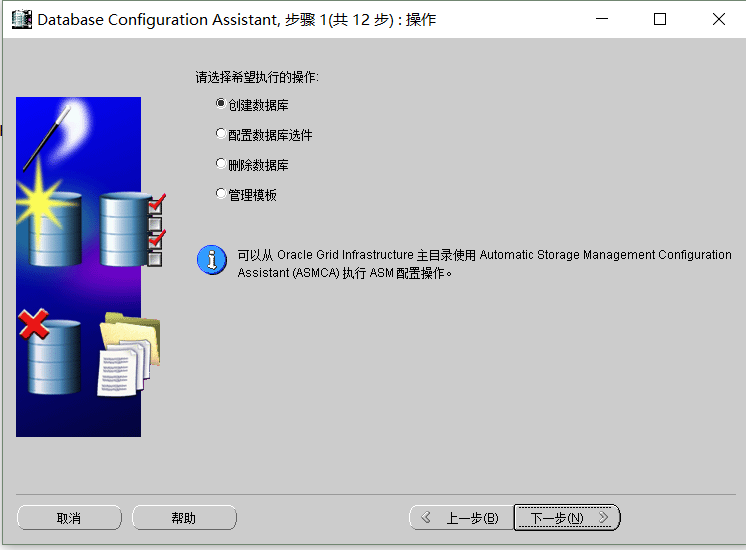 Database Configuration Assistant, 步骤 1(共 12 步) : 操作
请选择希望执行的操作:
创建数据库
配置数据库选件
删除数据库
管理模板
可以从 Oracle Grid Infrastructure 主目录使用 Automatic Storage Management Configuration
Assistant (ASMCA) 执行 ASM 配置操作。
取消
帮助
上一步(B)
下一步(N)